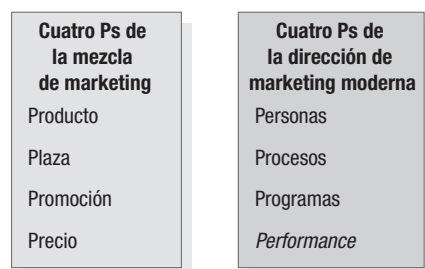 Cuatro Ps de
la mezcla
de marketing
Producto
Plaza
Promoción
Precio
Cuatro Ps de
la dirección de
marketing moderna
Personas
Procesos
Programas
Performance